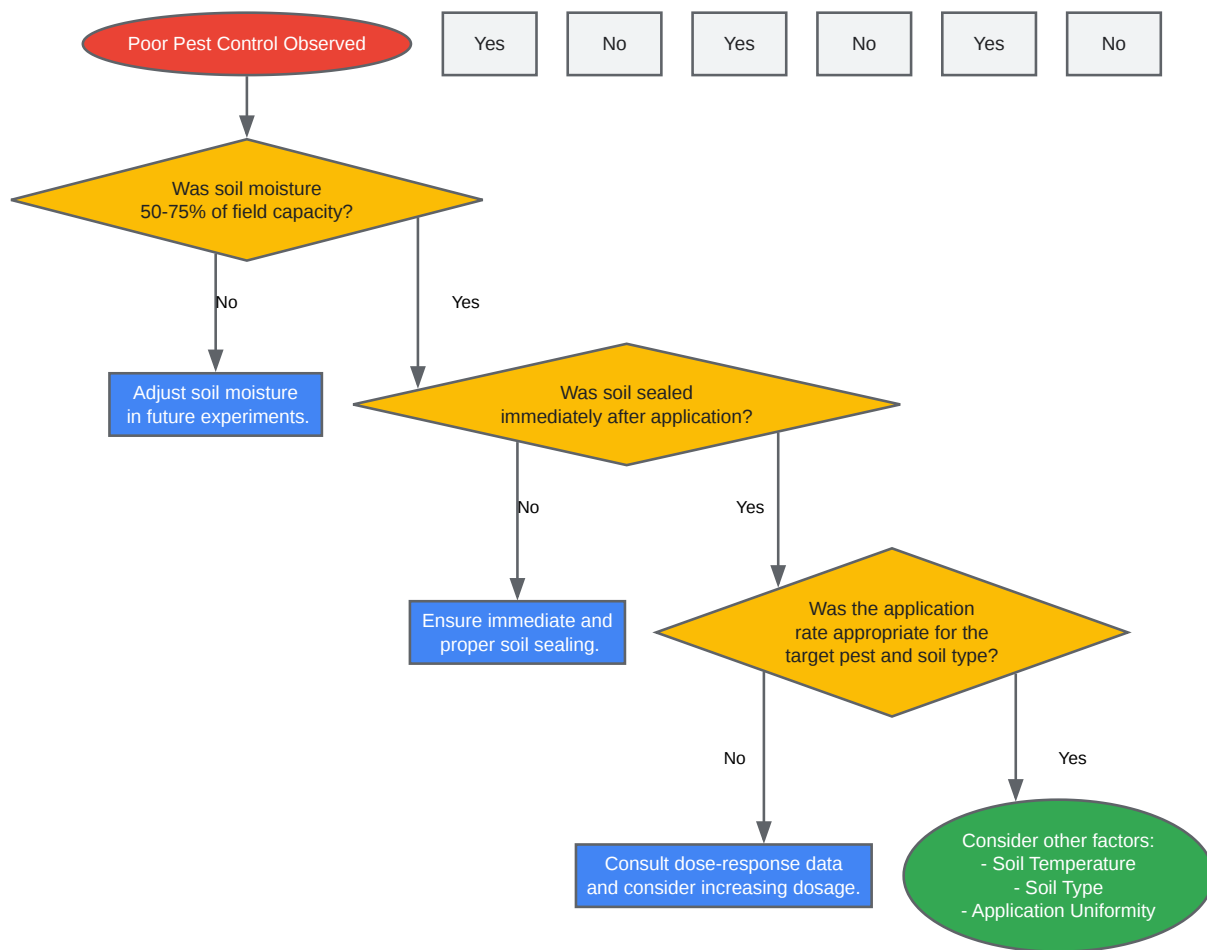 Poor Pest Control Observed
Yes
No
Yes
No
Yes
No
Was soil moisture
50-75% of field capacity?
No
Yes
Adjust soil moisture
in future experiments.
Was soil sealed
immediately after application?
No
Yes
Ensure immediate and
proper soil sealing.
Was the application
rate appropriate for the
target pest and soil type?
No
Yes
Consult dose-response data
and consider increasing dosage.
Consider other factors:
- Soil Temperature
- Soil Type
- Application Uniformity